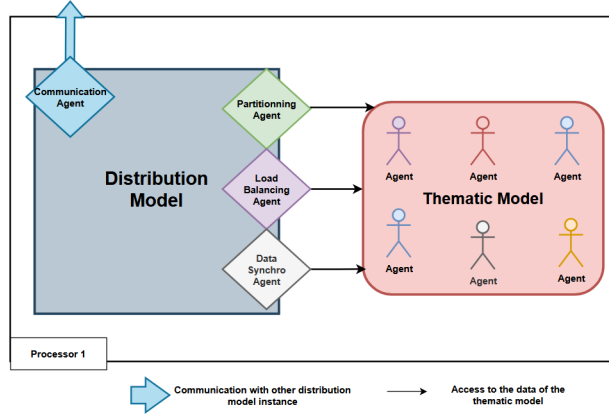 Communication
Agent
Distribution
Model
Partitionning
Agent
Load
Balancing
Agent
Data
Synchro
Agent
Agent
Agent
Agent
Thematic Model
Agent
Agent
Agent
Processor 1
Communication with other distribution
model instance
Access to the data of the
thematic model